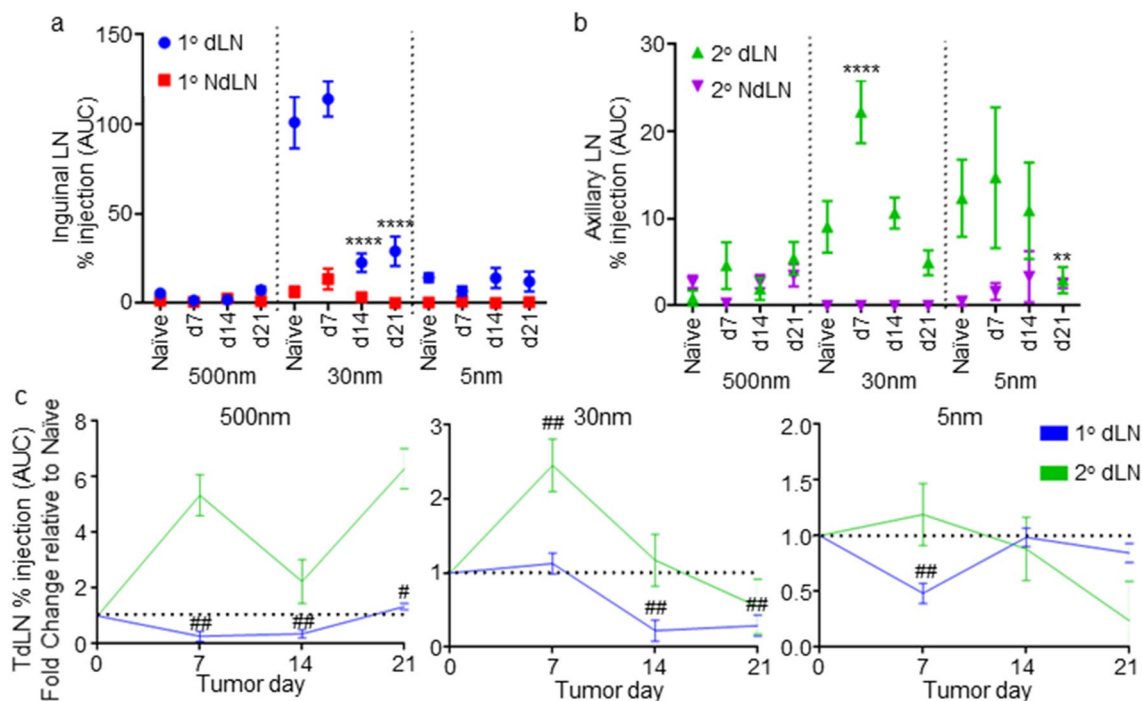 a
1° dLN
1° NdLN
Inguinal LN
% injection (AUC)
150
100
50
0
**** ****
Naïve d7 d14 d21 Naïve d7 d14 d21 Naïve d7 d14 d21
500nm 30nm 5nm
b
2° dLN
2° NdLN
Axillary LN
% injection (AUC)
30
20
10
0
****
**
Naïve d7 d14 d21 Naïve d7 d14 d21 Naïve d7 d14 d21
500nm 30nm 5nm
c
TdLN % injection (AUC)
Fold Change relative to Naïve
500nm
8
6
4
2
0
## ## #
0 7 14 21
Tumor day
30nm
3
2
1
0
## ## ##
0 7 14 21
Tumor day
5nm
2.0
1.5
1.0
0.5
0.0
##
0 7 14 21
Tumor day
1° dLN
2° dLN